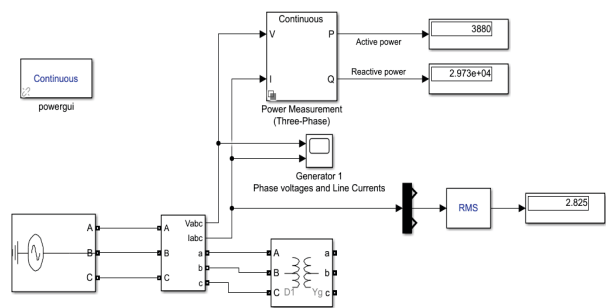 Continuous
V
P
I
Q
Power Measurement
(Three-Phase)
Active power
3880
Reactive power
2.973e+04
Continuous
powergui
Generator 1
Phase voltages and Line Currents
RMS
2.825
A
B
C
A
B
C
Vabc
Iabc
a
b
c
A
B
C
D1
Yg
a
b
c